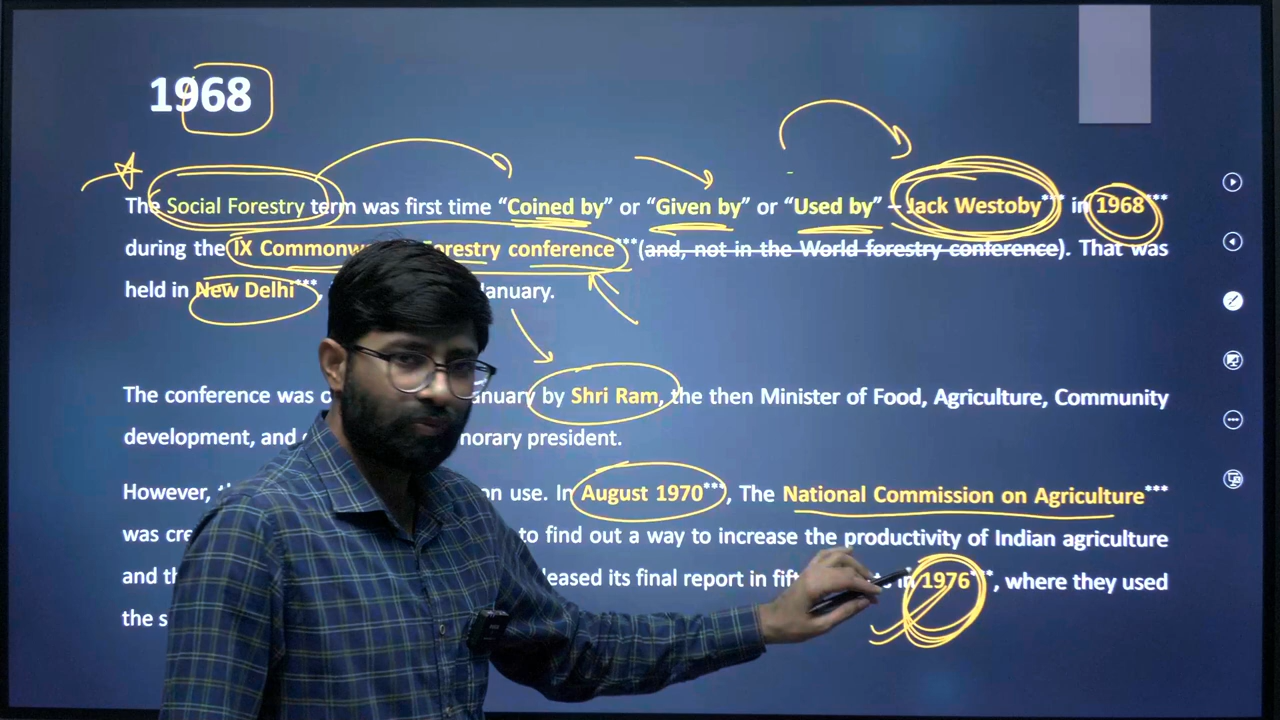 1968
The Social Forestry term was first time “Coined by” or “Given by” or “Used by” – Jack Westoby*** in 1968***
during the IX Commonw Forestry conference***(and, not in the World forestry conference). That was
held in New Delhi***, January.
The conference was January by Shri Ram, the then Minister of Food, Agriculture, Community
development, and norary president.
However, on use. In August 1970***, The National Commission on Agriculture***
was cre to find out a way to increase the productivity of Indian agriculture
and th leased its final report in in 1976***, where they used
the s